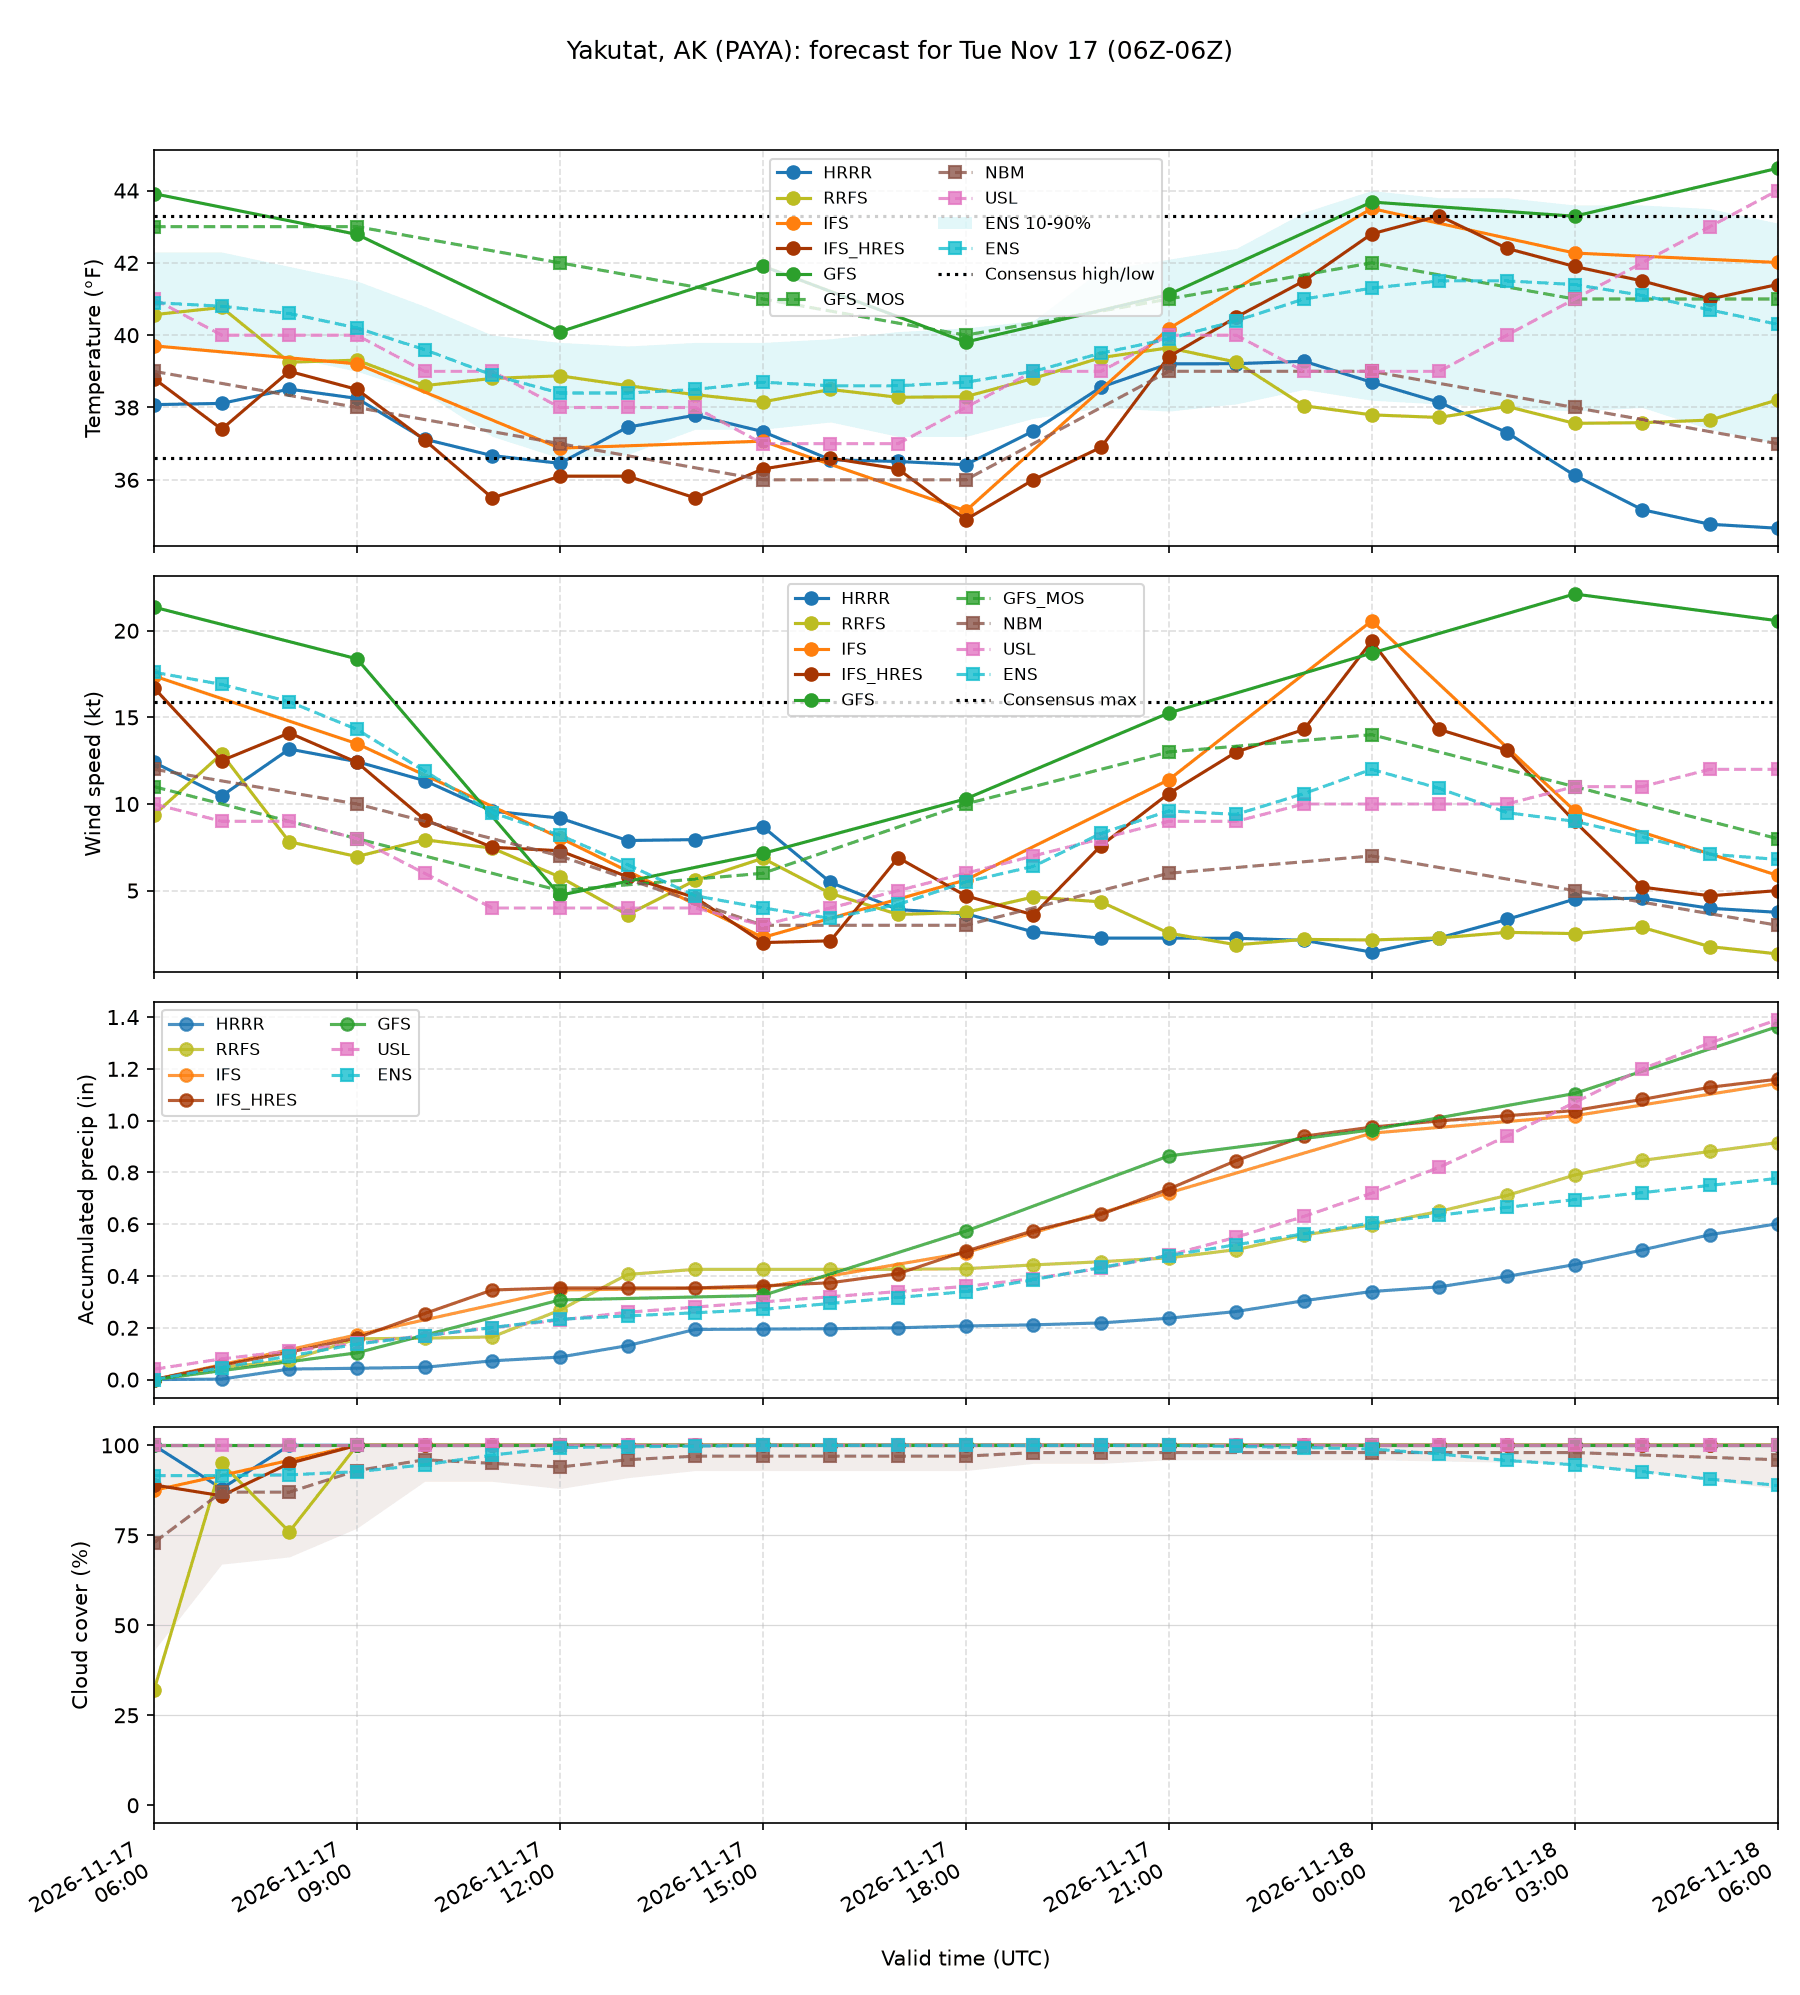 Yakutat, AK (PAYA): forecast for Tue Nov 17 (06Z-06Z)
Temperature (°F)
44
42
40
38
36
HRRR
RRFS
IFS
IFS_HRES
GFS
GFS_MOS
NBM
USL
ENS 10-90%
ENS
Consensus high/low
Wind speed (kt)
20
15
10
5
HRRR
RRFS
IFS
IFS_HRES
GFS
GFS_MOS
NBM
USL
ENS
Consensus max
Accumulated precip (in)
1.4
1.2
1.0
0.8
0.6
0.4
0.2
0.0
HRRR
RRFS
IFS
IFS_HRES
GFS
USL
ENS
Cloud cover (%)
100
75
50
25
0
2026-11-17
06:00
2026-11-17
09:00
2026-11-17
12:00
2026-11-17
15:00
2026-11-17
18:00
2026-11-17
21:00
2026-11-18
00:00
2026-11-18
03:00
2026-11-18
06:00
Valid time (UTC)